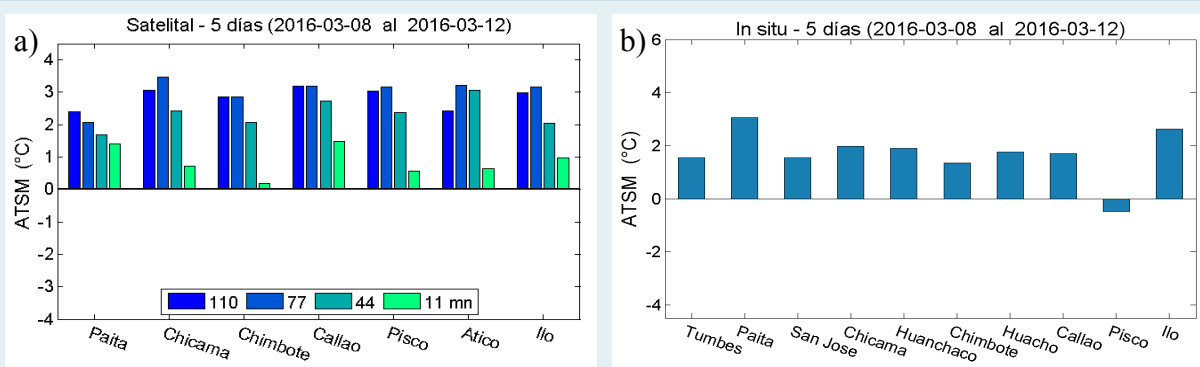 a)
Satelital - 5 días (2016-03-08 al 2016-03-12)
ATSM (°C)
4
3
2
1
0
-1
-2
-3
-4
110
77
44
11 mn
Paita
Chicama
Chimbote
Callao
Pisco
Atico
Ilo
b)
In situ - 5 días (2016-03-08 al 2016-03-12)
ATSM (°C)
6
4
2
0
-2
-4
Tumbes
Paita
San Jose
Chicama
Huanchaco
Chimbote
Huacho
Callao
Pisco
Ilo